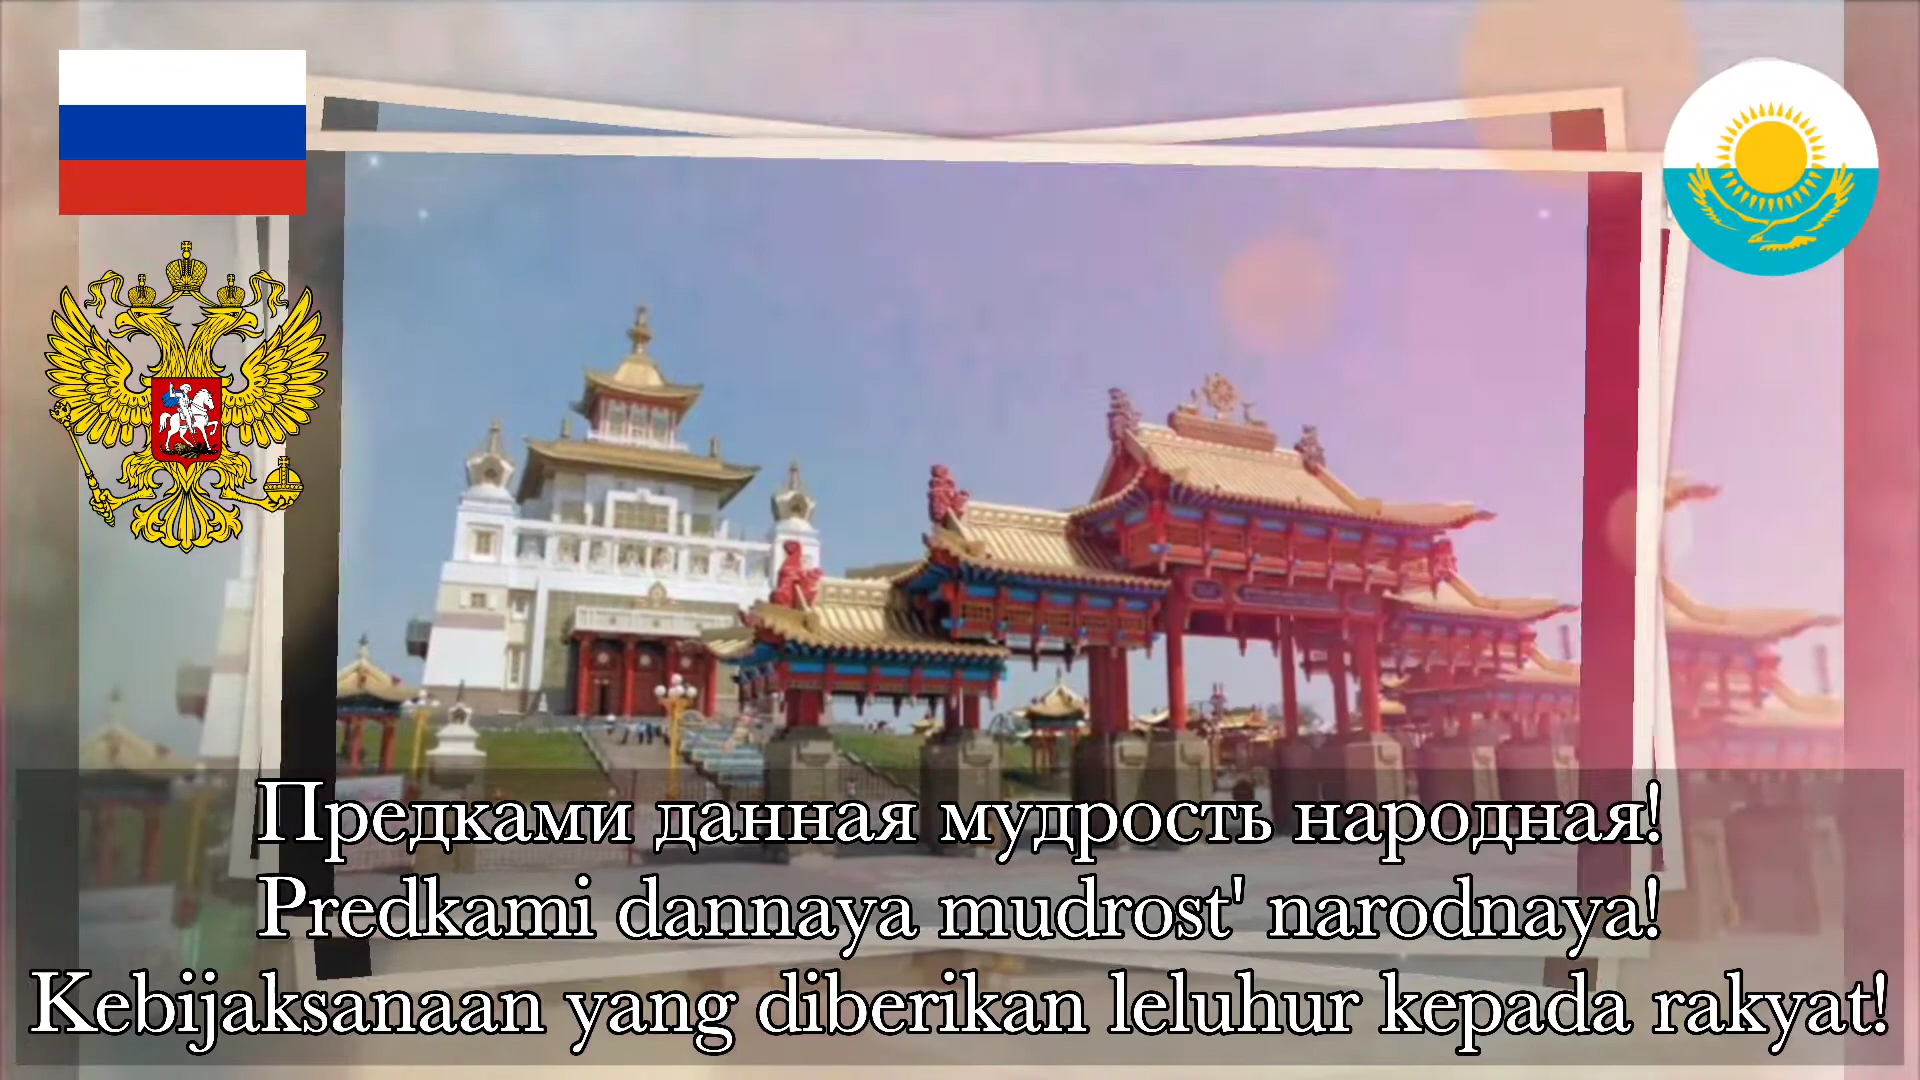 Предками данная мудрость народная!
Predkami dannaya mudrost' narodnaya!
Kebijaksanaan yang diberikan leluhur kepada rakyat!